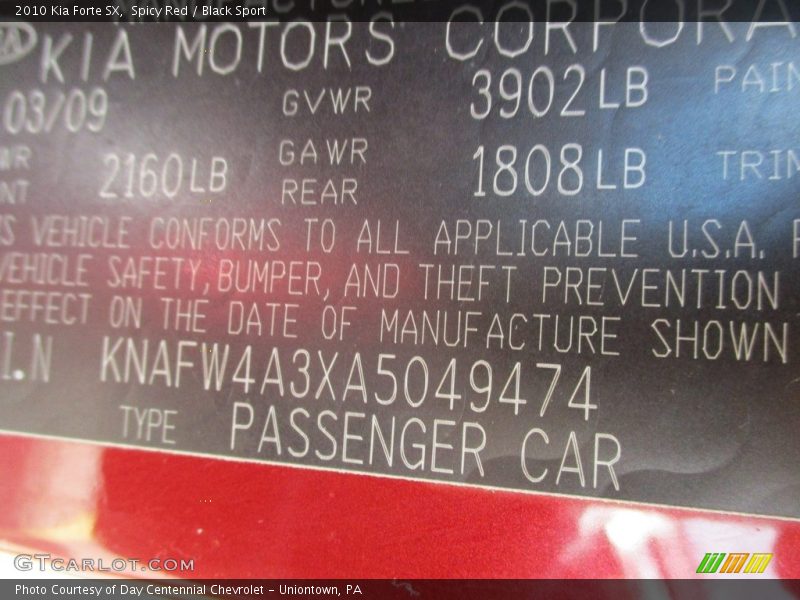 2010 Kia Forte SX, Spicy Red / Black Sport
KIA MOTORS CORPORA
03/09 GVWR 3902LB PAIN
GAWR
2160LB REAR 1808LB TRIM
VEHICLE CONFORMS TO ALL APPLICABLE U.S.A.
VEHICLE SAFETY, BUMPER, AND THEFT PREVENTION
EFFECT ON THE DATE OF MANUFACTURE SHOWN
I.N KNAFW4A3XA5049474
TYPE PASSENGER CAR
GTCARLOT.COM
Photo Courtesy of Day Centennial Chevrolet - Uniontown, PA